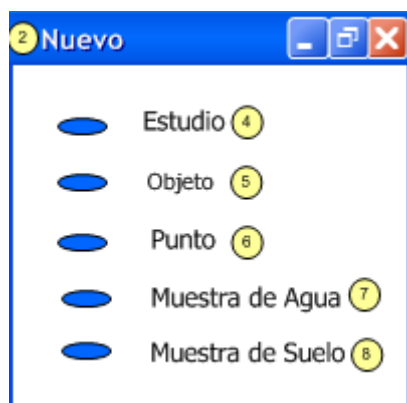 2 Nuevo
Estudio 4
Objeto 5
Punto 6
Muestra de Agua 7
Muestra de Suelo 8